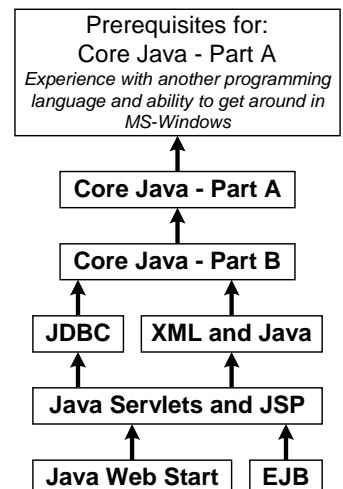 Prerequisites for:
Core Java - Part A
Experience with another programming
language and ability to get around in
MS-Windows
Core Java - Part A
Core Java - Part B
JDBC
XML and Java
Java Servlets and JSP
Java Web Start
EJB